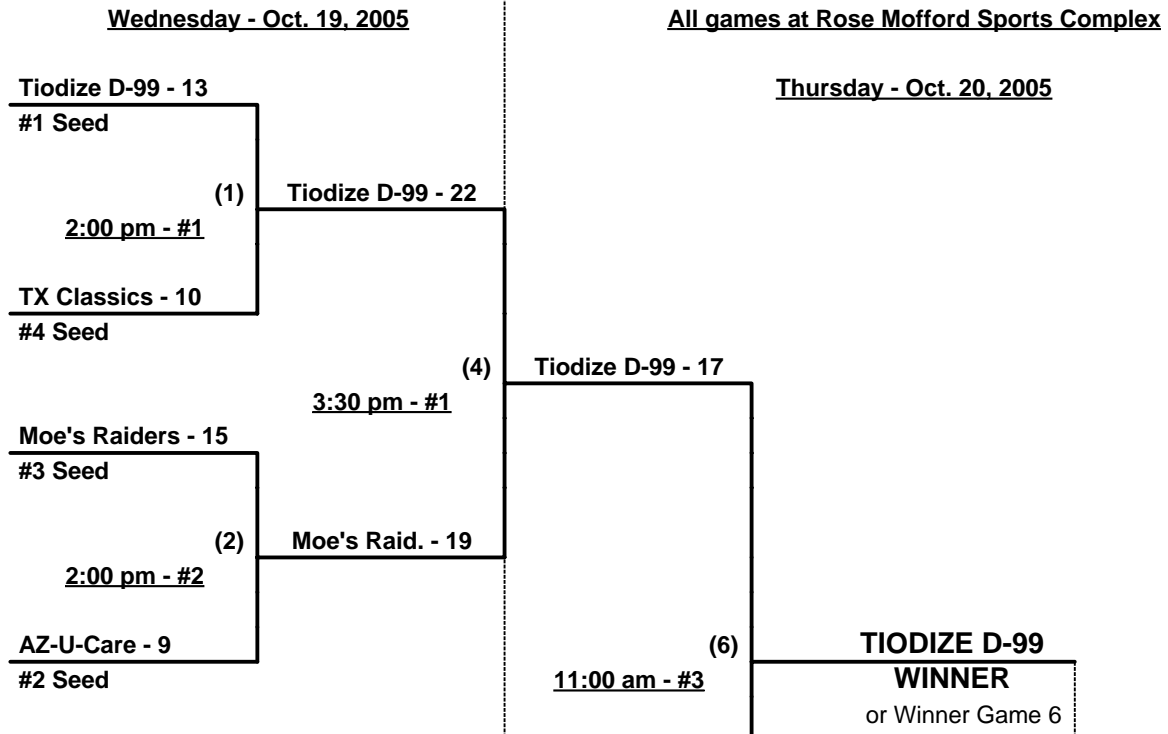 Wednesday - Oct. 19, 2005
All games at Rose Mofford Sports Complex
Thursday - Oct. 20, 2005
Tiodize D-99 - 13
#1 Seed
(1)
Tiodize D-99 - 22
2:00 pm - #1
TX Classics - 10
#4 Seed
(4)
Tiodize D-99 - 17
3:30 pm - #1
Moe's Raiders - 15
#3 Seed
(2)
Moe's Raid. - 19
2:00 pm - #2
AZ-U-Care - 9
#2 Seed
(6)
TIODIZE D-99
11:00 am - #3
WINNER
or Winner Game 6